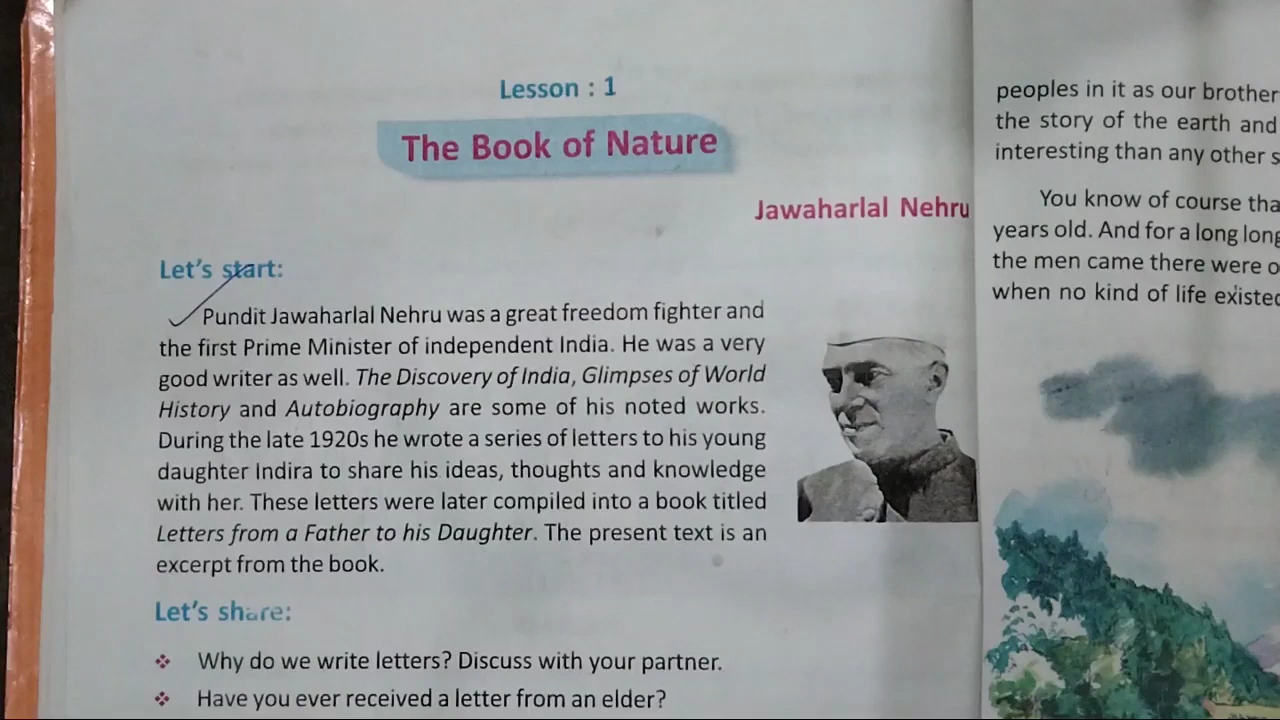 Lesson : 1
The Book of Nature
Jawaharlal Nehru
Let's start:
Pundit Jawaharlal Nehru was a great freedom fighter and
the first Prime Minister of independent India. He was a very
good writer as well. The Discovery of India, Glimpses of World
History and Autobiography are some of his noted works.
During the late 1920s he wrote a series of letters to his young
daughter Indira to share his ideas, thoughts and knowledge
with her. These letters were later compiled into a book titled
Letters from a Father to his Daughter. The present text is an
excerpt from the book.
Let's share:
❖ Why do we write letters? Discuss with your partner.
❖ Have you ever received a letter from an elder?
peoples in it as our brother
the story of the earth and
interesting than any other
You know of course
years old. And for a long long
the men came there were
when no kind of life existed